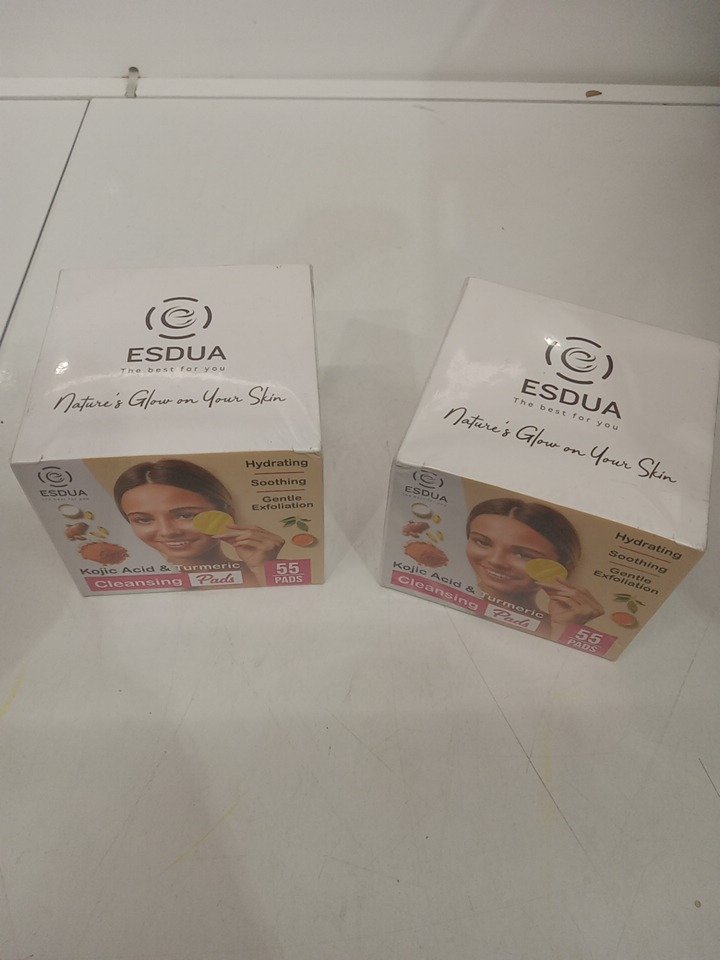 ESDUA
The best for you
Nature's Glow on Your Skin
ESDUA
Hydrating
Soothing
Gentle
Exfoliation
Kojic Acid & Turmeric
Cleansing Pads
55
PADS
ESDUA
The best for you
Nature's Glow on Your Skin
ESDUA
Hydrating
Soothing
Gentle
Exfoliation
Kojic Acid & Turmeric
Cleansing Pads
55
PADS